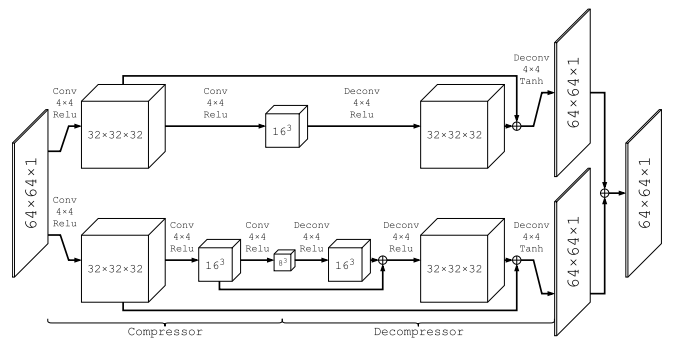 64×64×1
Conv
4×4
Relu
32×32×32
Conv
4×4
Relu
16³
Deconv
4×4
Relu
32×32×32
Deconv
4×4
Tanh
64×64×1
64×64×1
Conv
4×4
Relu
32×32×32
Conv
4×4
Relu
16³
Conv
4×4
Relu
8³
Deconv
4×4
Relu
16³
Deconv
4×4
Relu
32×32×32
Deconv
4×4
Tanh
64×64×1
Compressor
Decompressor